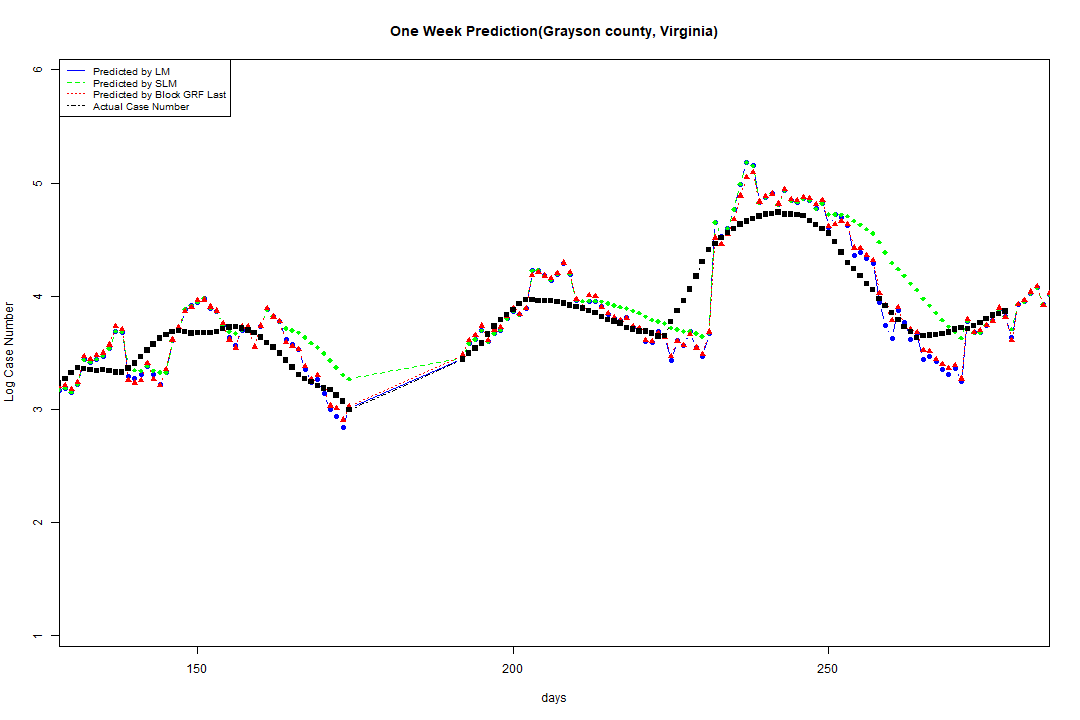 One Week Prediction(Grayson county, Virginia)
Predicted by LM
Predicted by SLM
Predicted by Block GRF Last
Actual Case Number
6
5
4
3
2
1
Log Case Number
150
200
250
days